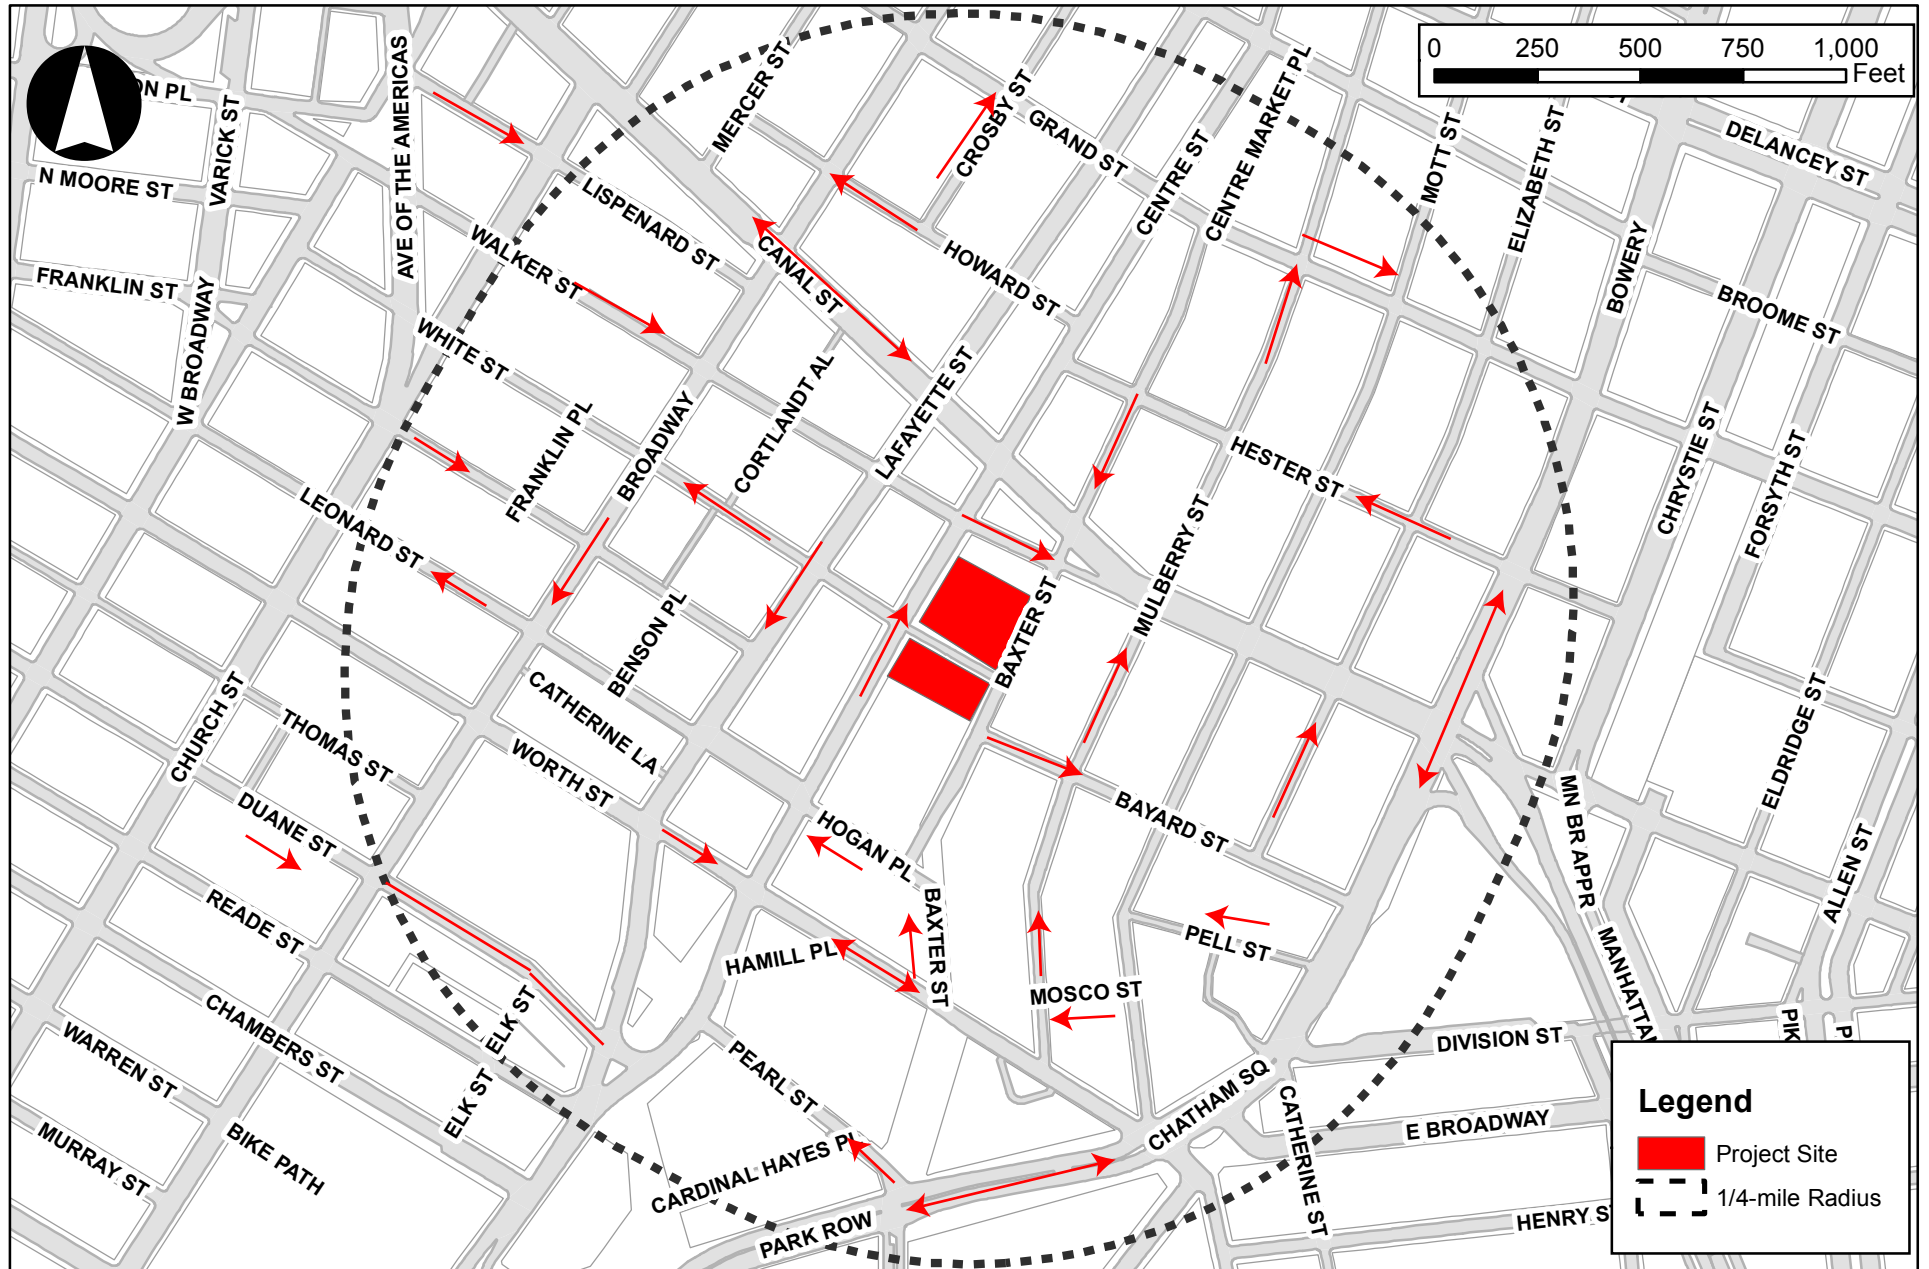 0 250 500 750 1,000
Feet
ON PL
VARICK ST
AVE OF THE AMERICAS
MERCER ST
CROSBY ST
GRAND ST
CENTRE ST
CENTRE MARKET PL
MOTT ST
ELIZABETH ST
DELANCEY ST
N MOORE ST
LISPENARD ST
WALKER ST
CANAL ST
HOWARD ST
BOWERY
BROOME ST
FRANKLIN ST
W BROADWAY
WHITE ST
FRANKLIN PL
BROADWAY
CORTLANDT AL
LAFAYETTE ST
HESTER ST
CHRYSTIE ST
FORSYTH ST
LEONARD ST
MULBERRY ST
BAXTER ST
BENSON PL
CATHERINE LA
CHURCH ST
THOMAS ST
WORTH ST
DUANE ST
HOGAN PL
BAYARD ST
MN BR APPR
ELDRIDGE ST
ALLEN ST
READE ST
BAXTER ST
HAMILL PL
PELL ST
MOSCO ST
MANHATTAN
CHAMBERS ST
ELK ST
ELK ST
WARREN ST
MURRAY ST
BIKE PATH
PEARL ST
CARDINAL HAYES PL
PARK ROW
CHATHAM SQ
DIVISION ST
CATHERINE ST
E BROADWAY
HENRY ST
PIK
P
Legend
Project Site
1/4-mile Radius